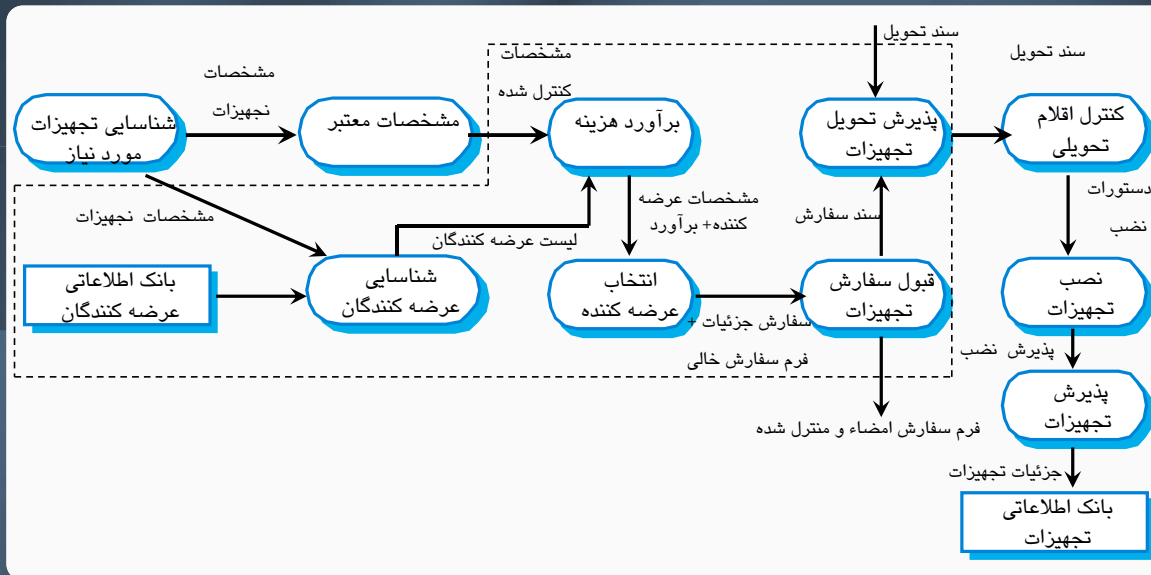 سند تحویل
سند تحویل
مشخصات
کنترل شده
مشخصات
نجهیزات
شناسایی تجهیزات
مورد نیاز
مشخصات معتبر
برآورد هزینه
پذیرش تحویل
تجهیزات
کنترل اقلام
تحویلی
مشخصات نجهیزات
لیست عرضه کنندگان
مشخصات عرضه
کننده+ برآورد
سند سفارش
دستورات
نصب
بانک اطلاعاتی
عرضه کنندگان
شناسایی
عرضه کنندگان
انتخاب
عرضه کننده
سفارش جزئیات +
فرم سفارش خالی
قبول سفارش
تجهیزات
نصب
تجهیزات
پذیرش نضب
پذیرش
تجهیزات
فرم سفارش امضاء و منترل شده
جزئیات تجهیزات
بانک اطلاعاتی
تجهیزات